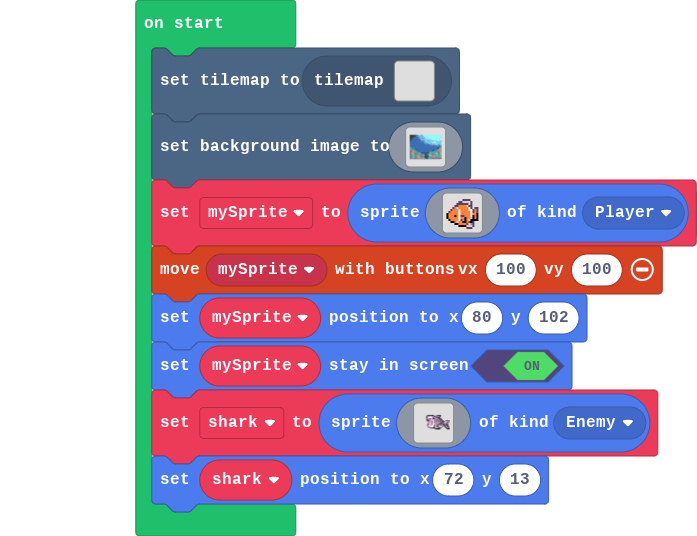 on start
set tilemap to tilemap
set background image to
set mySprite to sprite of kind Player
move mySprite with buttons vx 100 vy 100
set mySprite position to x 80 y 102
set mySprite stay in screen ON
set shark to sprite of kind Enemy
set shark position to x 72 y 13